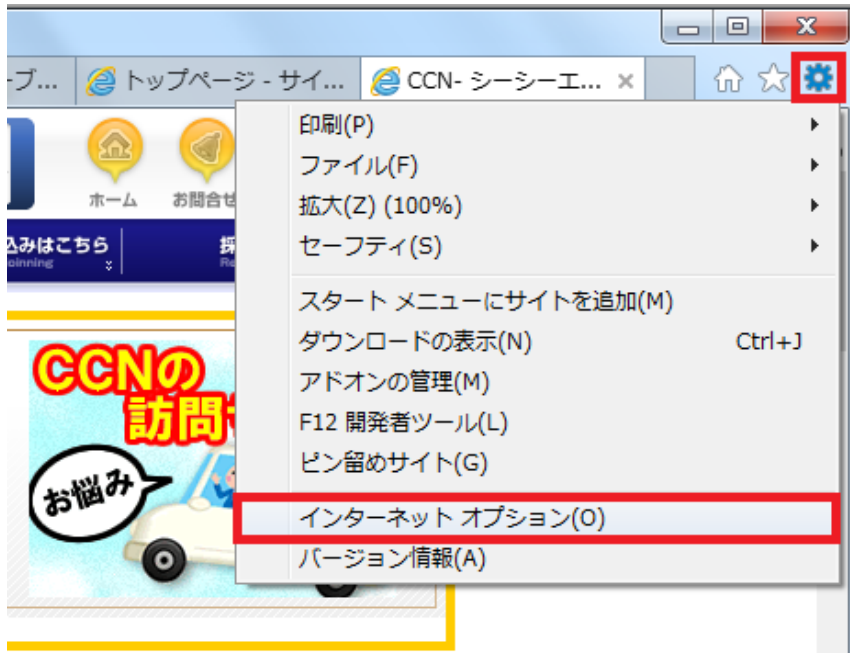 ーブ...
トップページ - サイ...
CCN- シーシーエ...
ホーム
お問合せ
込みはこちら
採
CCNの
訪問サ
お悩み
印刷(P)
ファイル(F)
拡大(Z) (100%)
セーフティ(S)
スタート メニューにサイトを追加(M)
ダウンロードの表示(N) Ctrl+J
アドオンの管理(M)
F12 開発者ツール(L)
ピン留めサイト(G)
インターネット オプション(O)
バージョン情報(A)